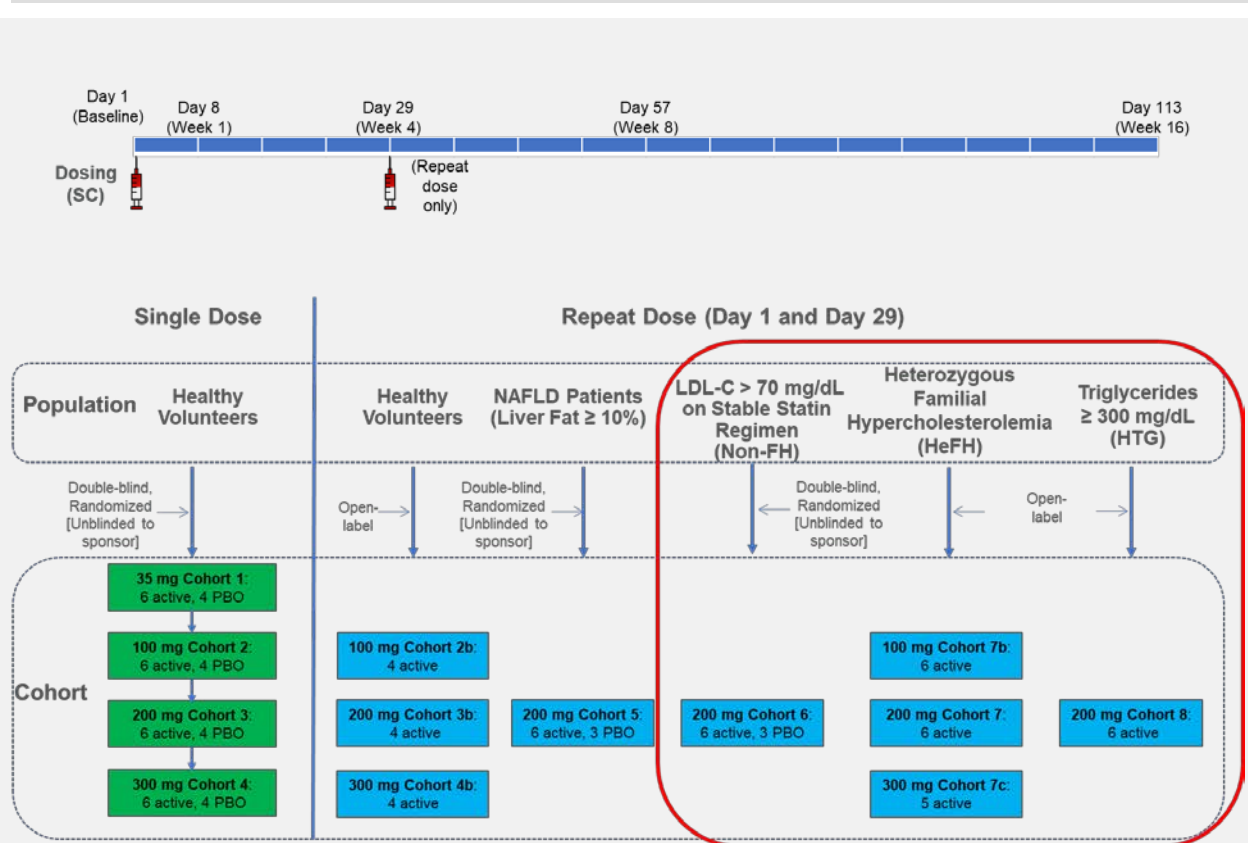 Day 1
(Baseline)
Day 8
(Week 1)
Day 29
(Week 4)
Day 57
(Week 8)
Day 113
(Week 16)
Dosing
(SC)
(Repeat
dose
only)
Single Dose
Repeat Dose (Day 1 and Day 29)
Population
Healthy
Volunteers
Healthy
Volunteers
NAFLD Patients
(Liver Fat ≥ 10%)
LDL-C > 70 mg/dL
on Stable Statin
Regimen
(Non-FH)
Heterozygous
Familial
Hypercholesterolemia
(HeFH)
Triglycerides
≥ 300 mg/dL
(HTG)
Double-blind,
Randomized
[Unblinded to
sponsor]
Open-
label
Double-blind,
Randomized
[Unblinded to
sponsor]
Double-blind,
Randomized
[Unblinded to
sponsor]
Open-
label
Cohort
35 mg Cohort 1:
6 active, 4 PBO
100 mg Cohort 2:
6 active, 4 PBO
200 mg Cohort 3:
6 active, 4 PBO
300 mg Cohort 4:
6 active, 4 PBO
100 mg Cohort 2b:
4 active
200 mg Cohort 3b:
4 active
300 mg Cohort 4b:
4 active
200 mg Cohort 5:
6 active, 3 PBO
200 mg Cohort 6:
6 active, 3 PBO
100 mg Cohort 7b:
6 active
200 mg Cohort 7:
6 active
300 mg Cohort 7c:
5 active
200 mg Cohort 8:
6 active